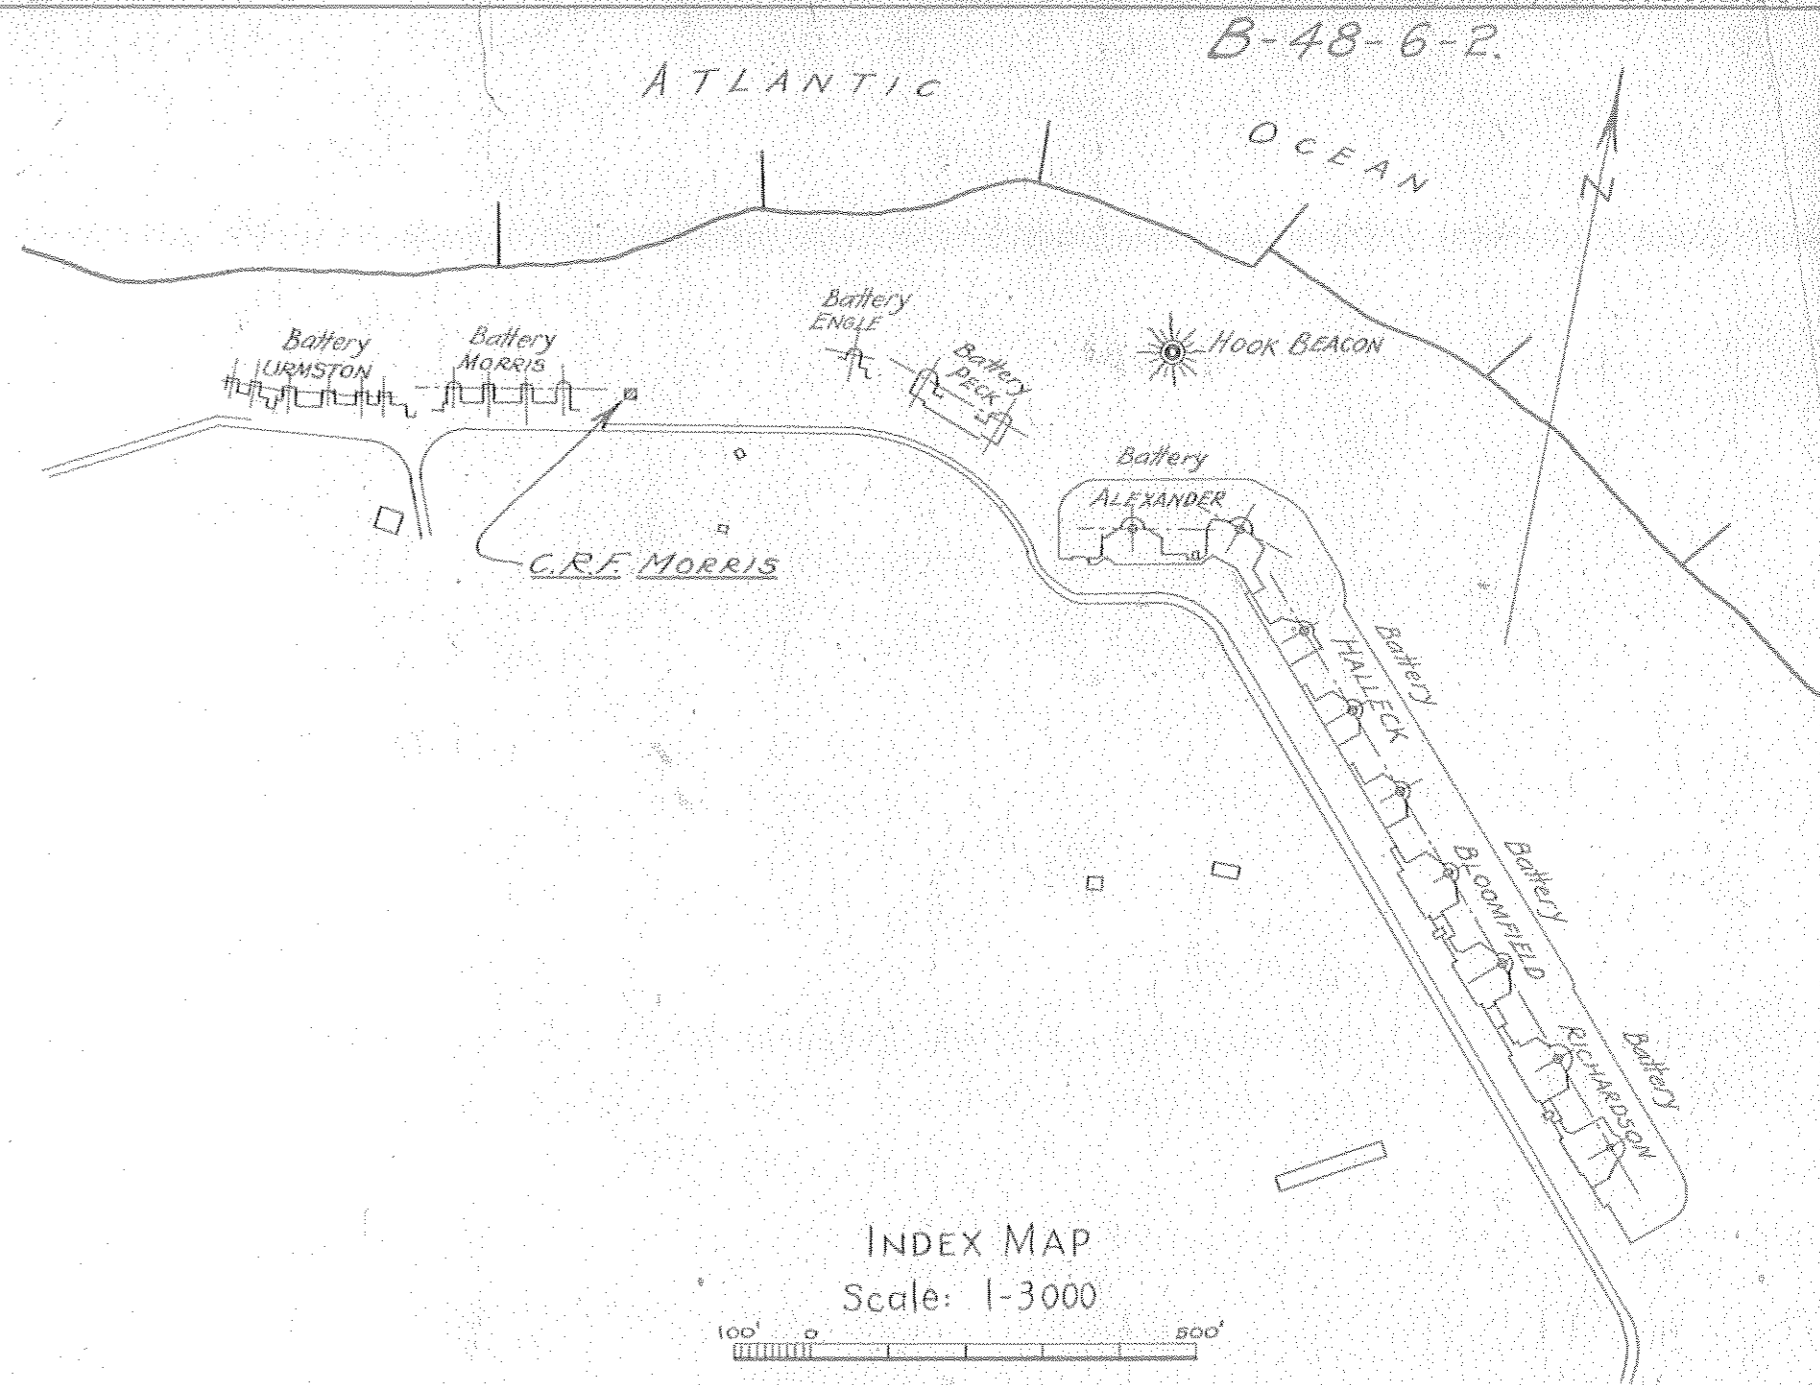 B-48-6-2.
ATLANTIC
OCEAN
N
Battery
ENGLE
Battery
URMSTON
Battery
MORRIS
Battery
PECK
HOOK BEACON
Battery
ALEXANDER
C.R.F. MORRIS
Battery
HALLECK
Battery
BLOOMFIELD
Battery
RICHARDSON
INDEX MAP
Scale: 1-3000
100' 0 500'